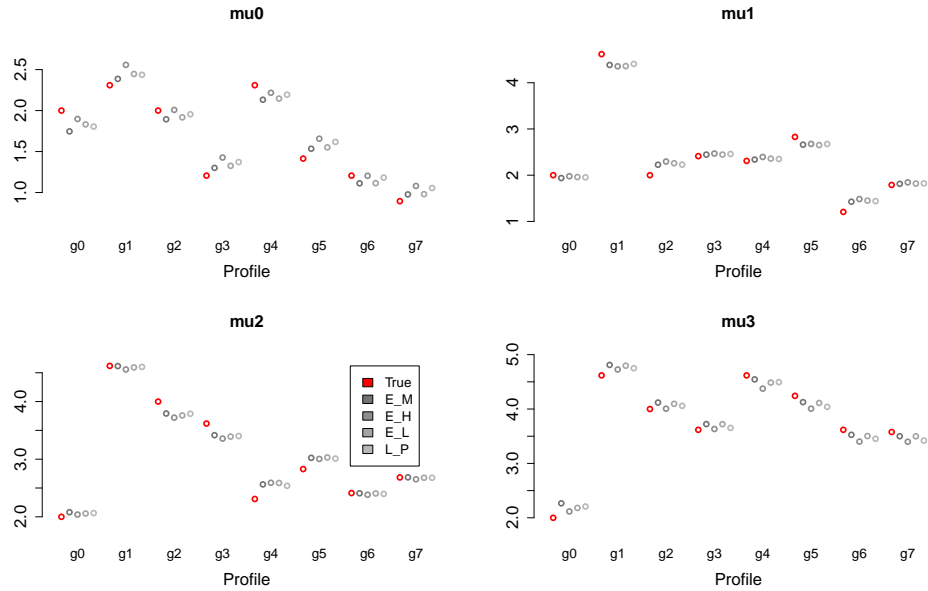 mu0
2.5
2.0
1.5
1.0
g0 g1 g2 g3 g4 g5 g6 g7
Profile
mu1
4
3
2
1
g0 g1 g2 g3 g4 g5 g6 g7
Profile
mu2
4.0
3.0
2.0
True
E_M
E_H
E_L
L_P
g0 g1 g2 g3 g4 g5 g6 g7
Profile
mu3
5.0
4.0
3.0
2.0
g0 g1 g2 g3 g4 g5 g6 g7
Profile